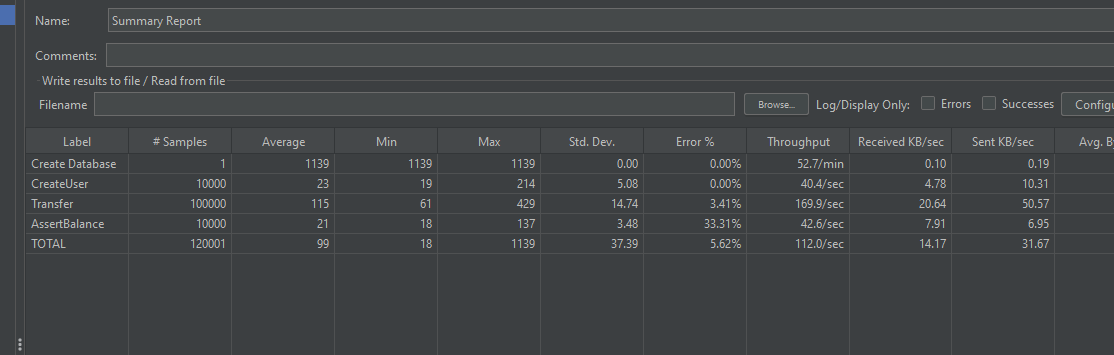 Name: Summary Report
Comments:
Write results to file / Read from file
Filename Browse... Log/Display Only: Errors Successes Configu
Label # Samples Average Min Max Std. Dev. Error % Throughput Received KB/sec Sent KB/sec Avg. By
Create Database 1 1139 1139 1139 0.00 0.00% 52.7/min 0.10 0.19
CreateUser 10000 23 19 214 5.08 0.00% 40.4/sec 4.78 10.31
Transfer 100000 115 61 429 14.74 3.41% 169.9/sec 20.64 50.57
AssertBalance 10000 21 18 137 3.48 33.31% 42.6/sec 7.91 6.95
TOTAL 120001 99 18 1139 37.39 5.62% 112.0/sec 14.17 31.67